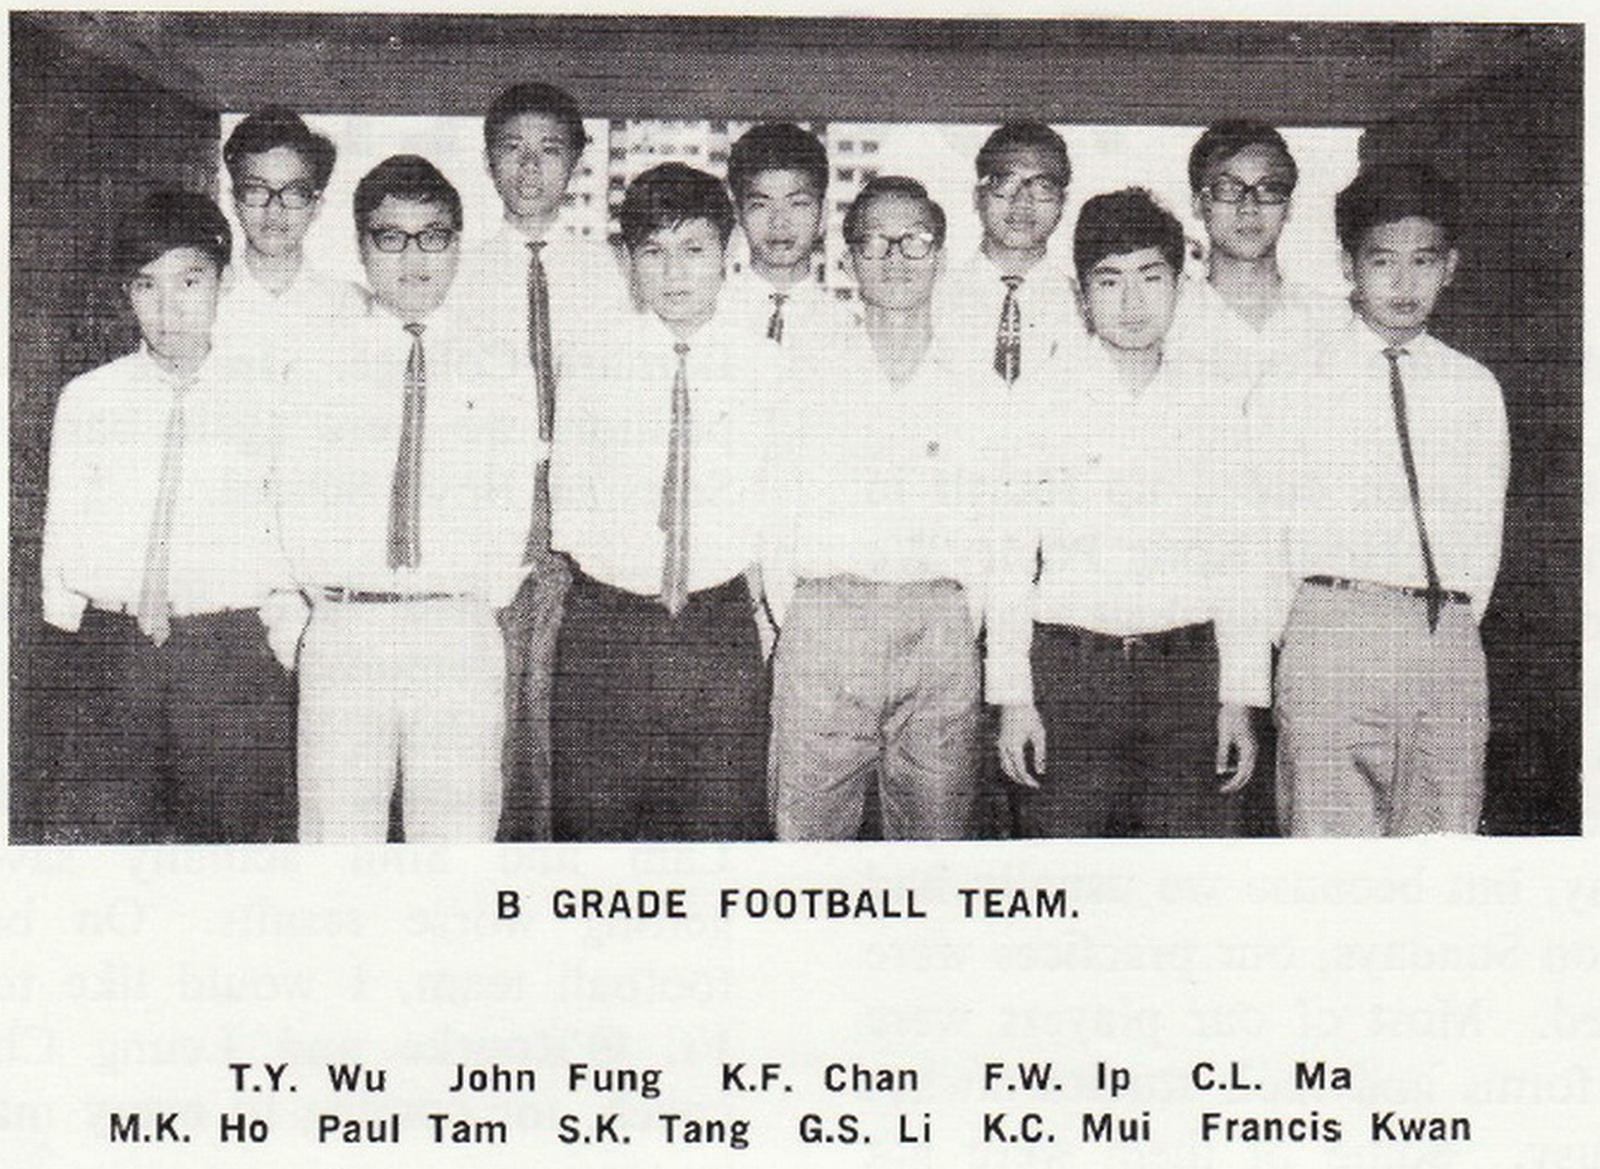 B GRADE FOOTBALL TEAM.
T.Y. Wu John Fung K.F. Chan F.W. Ip C.L. Ma
M.K. Ho Paul Tam S.K. Tang G.S. Li K.C. Mui Francis Kwan